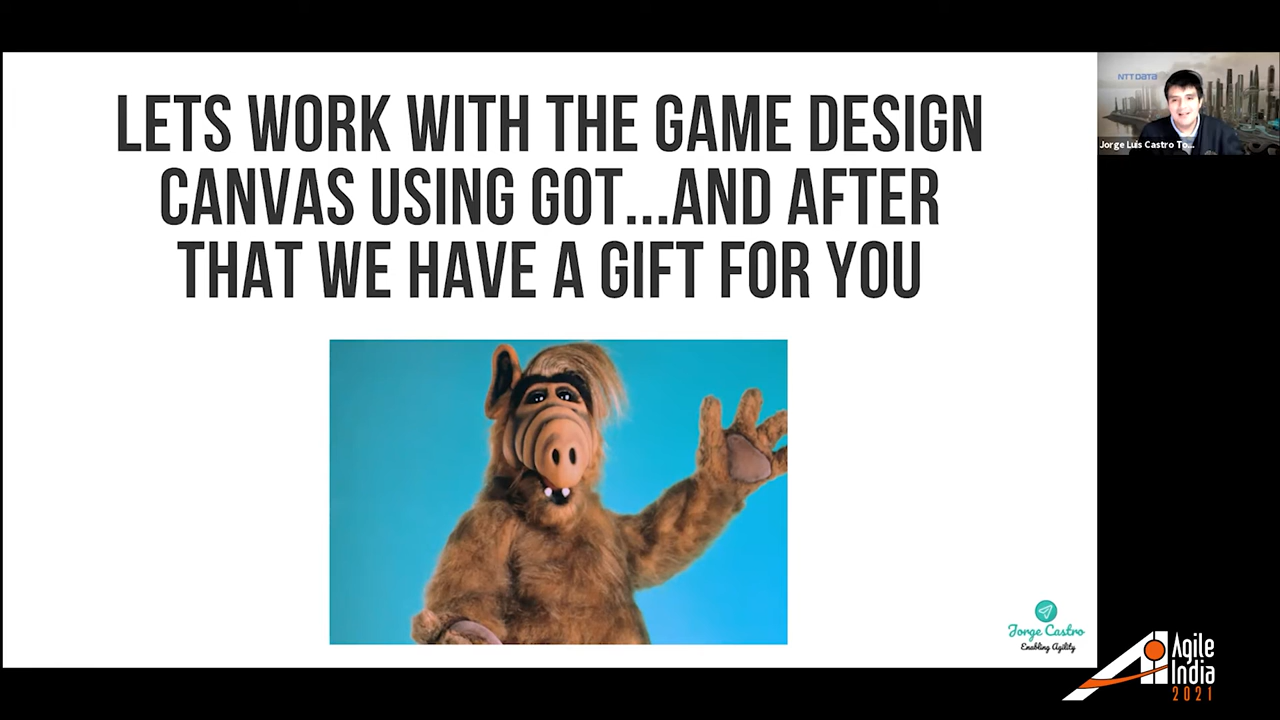 LETS WORK WITH THE GAME DESIGN
CANVAS USING GOT...AND AFTER
THAT WE HAVE A GIFT FOR YOU
NTT DATA
Jorge Luis Castro To...
Jorge Castro
Enabling Agility
Agile
India
2021